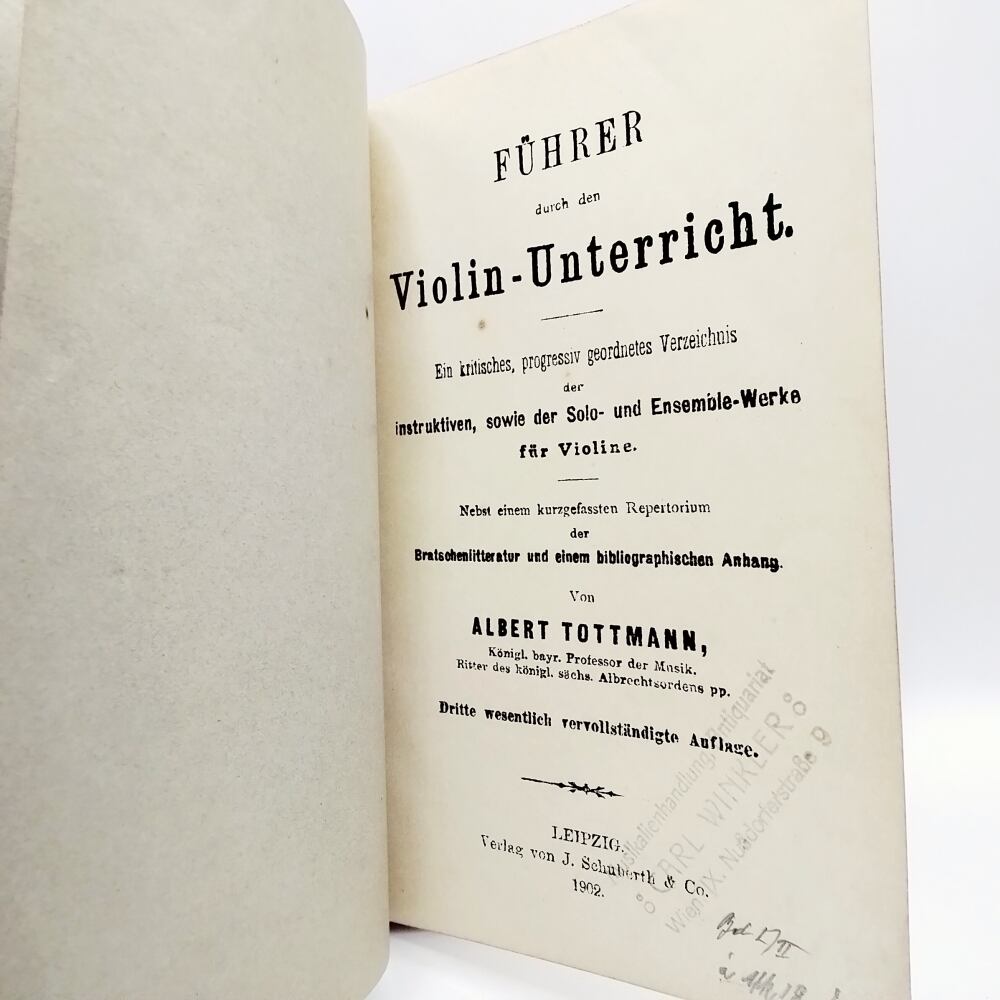 FÜHRER
durch den
Violin-Unterricht.
Ein kritisches, progressiv geordnetes Verzeichnis
der
instruktiven, sowie der Solo- und Ensemble-Werke
für Violine.
Nebst einem kurzgefassten Repertorium
der
Bratschenlitteratur und einem bibliographischen Anhang.
Von
ALBERT TOTTMANN,
Königl. bayr. Professor der Musik.
Ritter des königl. sächs. Albrechtsordens pp.
Dritte wesentlich vervollständigte Auflage.
LEIPZIG.
Verlag von J. Schuberth & Co.
1902.
Musikalienhandlung, Antiquariat
CARL WINKLER
Wien IX. Nußdorferstraße 9